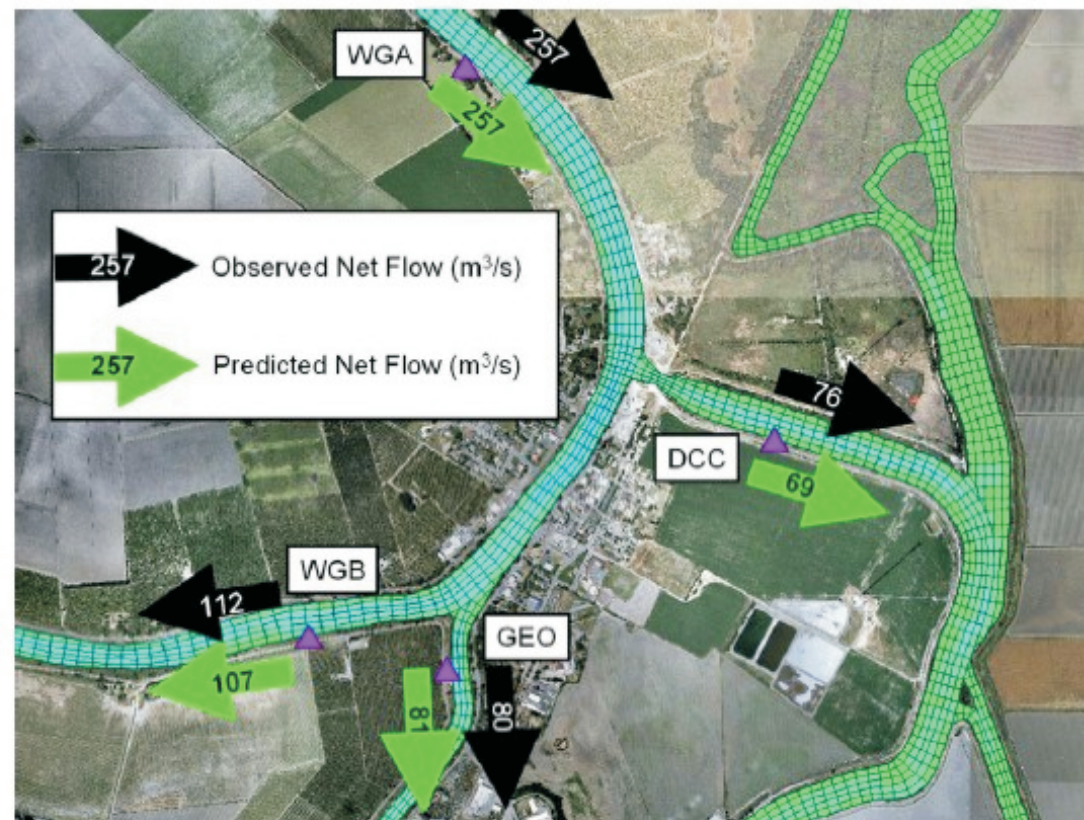 257
WGA
257
257 Observed Net Flow (m³/s)
257 Predicted Net Flow (m³/s)
76
DCC
69
WGB
112
GEO
107
81
80